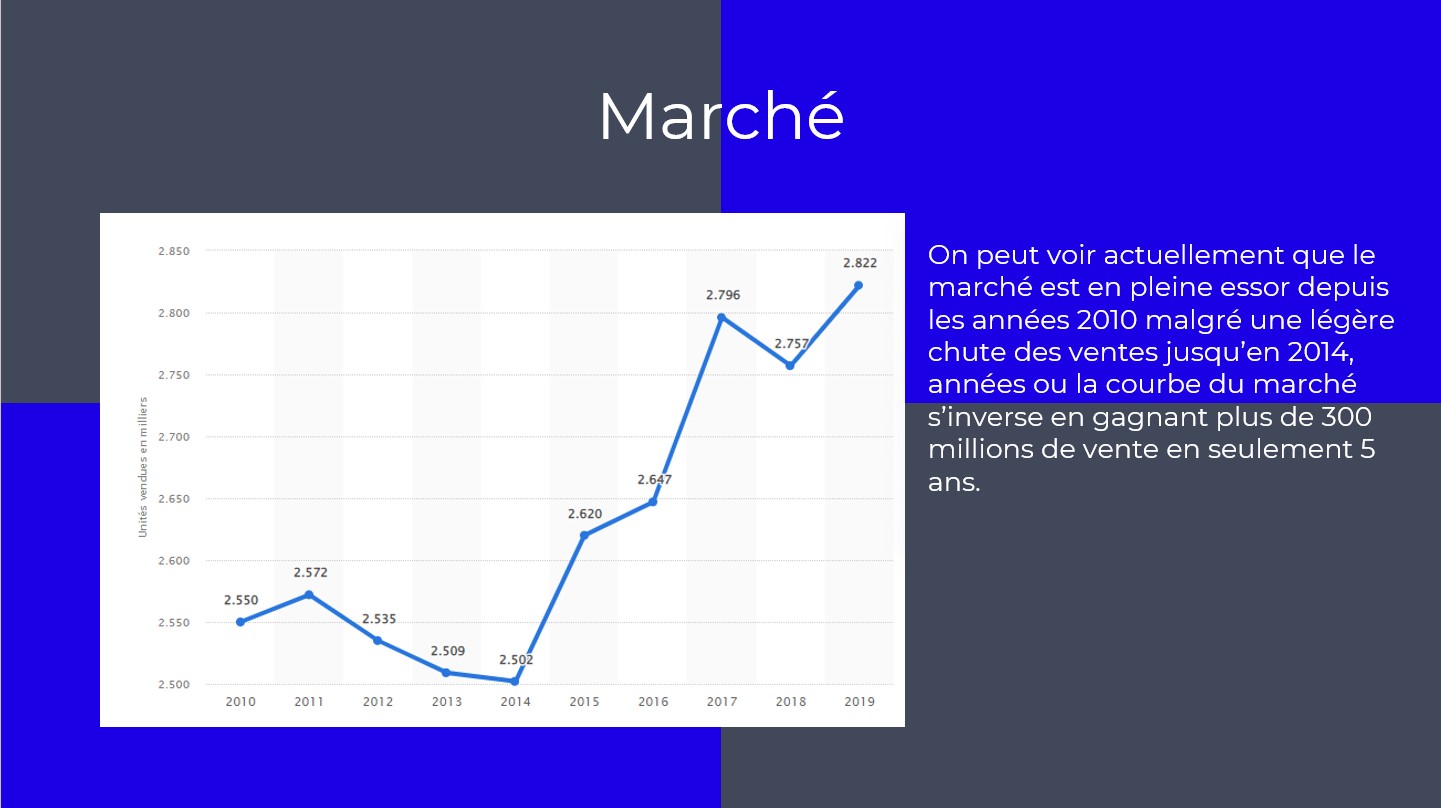 Marché
2.850
2.800
2.750
2.700
2.650
2.600
2.550
2.500
Unités vendues en milliers
2.550
2.572
2.535
2.509
2.502
2.620
2.647
2.796
2.757
2.822
2010 2011 2012 2013 2014 2015 2016 2017 2018 2019
On peut voir actuellement que le
marché est en pleine essor depuis
les années 2010 malgré une légère
chute des ventes jusqu’en 2014,
années ou la courbe du marché
s’inverse en gagnant plus de 300
millions de vente en seulement 5
ans.